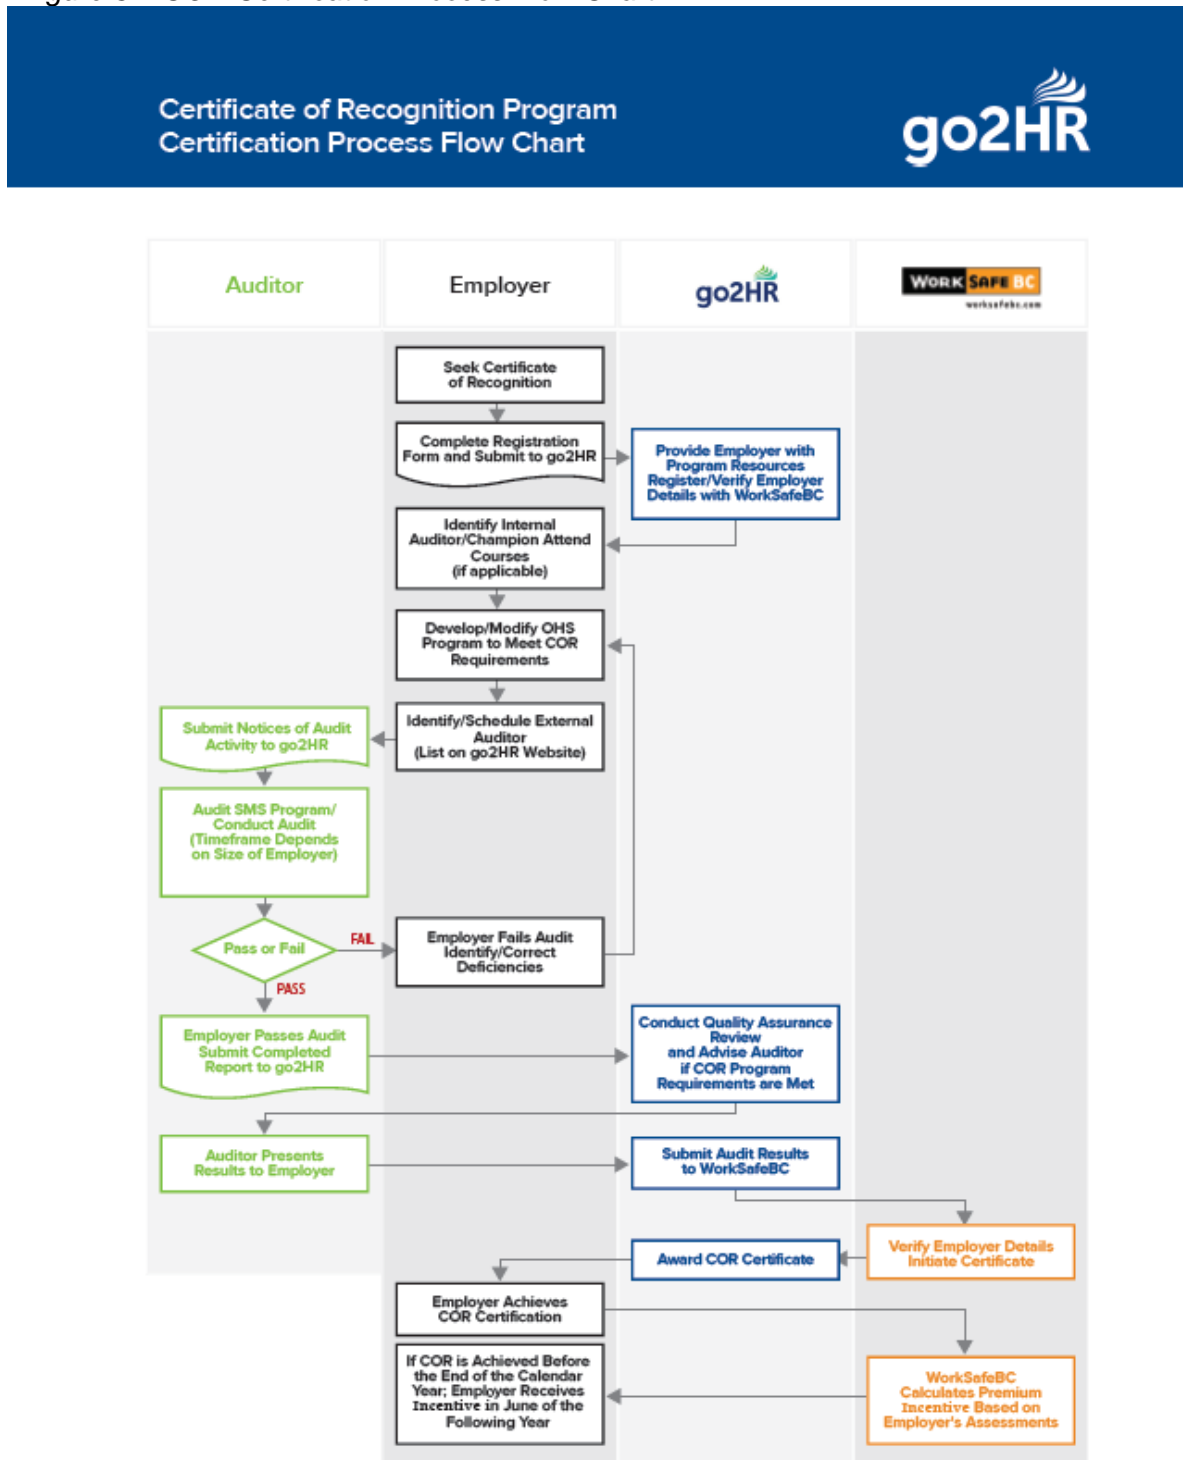 Certificate of Recognition Program
Certification Process Flow Chart
go2HR
Auditor
Employer
go2HR
WORK SAFE BC
worksafebc.com
Seek Certificate
of Recognition
Complete Registration
Form and Submit to go2HR
Provide Employer with
Program Resources
Register/Verify Employer
Details with WorkSafeBC
Identify Internal
Auditor/Champion Attend
Courses
(if applicable)
Develop/Modify OHS
Program to Meet COR
Requirements
Identify/Schedule External
Auditor
(List on go2HR Website)
Submit Notices of Audit
Activity to go2HR
Audit SMS Program/
Conduct Audit
(Timeframe Depends
on Size of Employer)
Pass or Fail
FAIL
Employer Fails Audit
Identify/Correct
Deficiencies
PASS
Employer Passes Audit
Submit Completed
Report to go2HR
Conduct Quality Assurance
Review
and Advise Auditor
if COR Program
Requirements are Met
Auditor Presents
Results to Employer
Submit Audit Results
to WorkSafeBC
Verify Employer Details
Initiate Certificate
Award COR Certificate
Employer Achieves
COR Certification
If COR is Achieved Before
the End of the Calendar
Year; Employer Receives
Incentive in June of the
Following Year
WorkSafeBC
Calculates Premium
Incentive Based on
Employer's Assessments